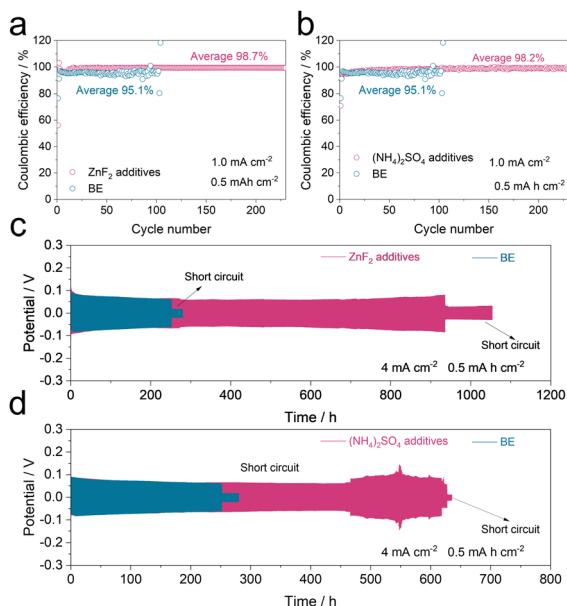 a
120
100
80
60
40
20
0
Coulombic efficiency / %
Average 98.7%
Average 95.1%
ZnF₂ additives
BE
1.0 mA cm⁻²
0.5 mAh cm⁻²
0 50 100 150 200
Cycle number
b
120
100
80
60
40
20
0
Coulombic efficiency / %
Average 98.2%
Average 95.1%
(NH₄)₂SO₄ additives
BE
1.0 mA cm⁻²
0.5 mA h cm⁻²
0 50 100 150 200
Cycle number
c
0.3
0.2
0.1
0.0
-0.1
-0.2
-0.3
Potential / V
ZnF₂ additives
BE
Short circuit
Short circuit
4 mA cm⁻² 0.5 mA h cm⁻²
0 200 400 600 800 1000 1200
Time / h
d
0.3
0.2
0.1
0.0
-0.1
-0.2
-0.3
Potential / V
(NH₄)₂SO₄ additives
BE
Short circuit
Short circuit
4 mA cm⁻² 0.5 mA h cm⁻²
0 100 200 300 400 500 600 700 800
Time / h